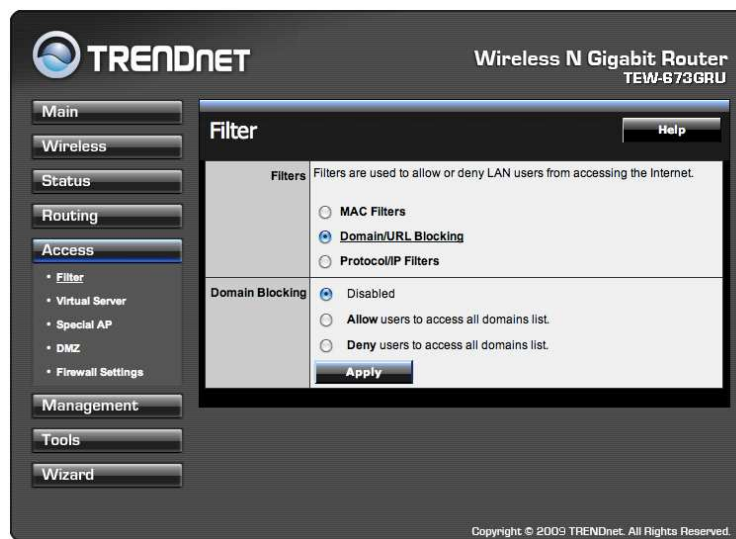 TRENDNET
Wireless N Gigabit Router
TEW-673GRU
Main
Wireless
Status
Routing
Access
• Filter
• Virtual Server
• Special AP
• DMZ
• Firewall Settings
Management
Tools
Wizard
Filter
Help
Filters
Filters are used to allow or deny LAN users from accessing the Internet.
MAC Filters
Domain/URL Blocking
Protocol/IP Filters
Domain Blocking
Disabled
Allow users to access all domains list.
Deny users to access all domains list.
Apply
Copyright © 2009 TRENDnet. All Rights Reserved.